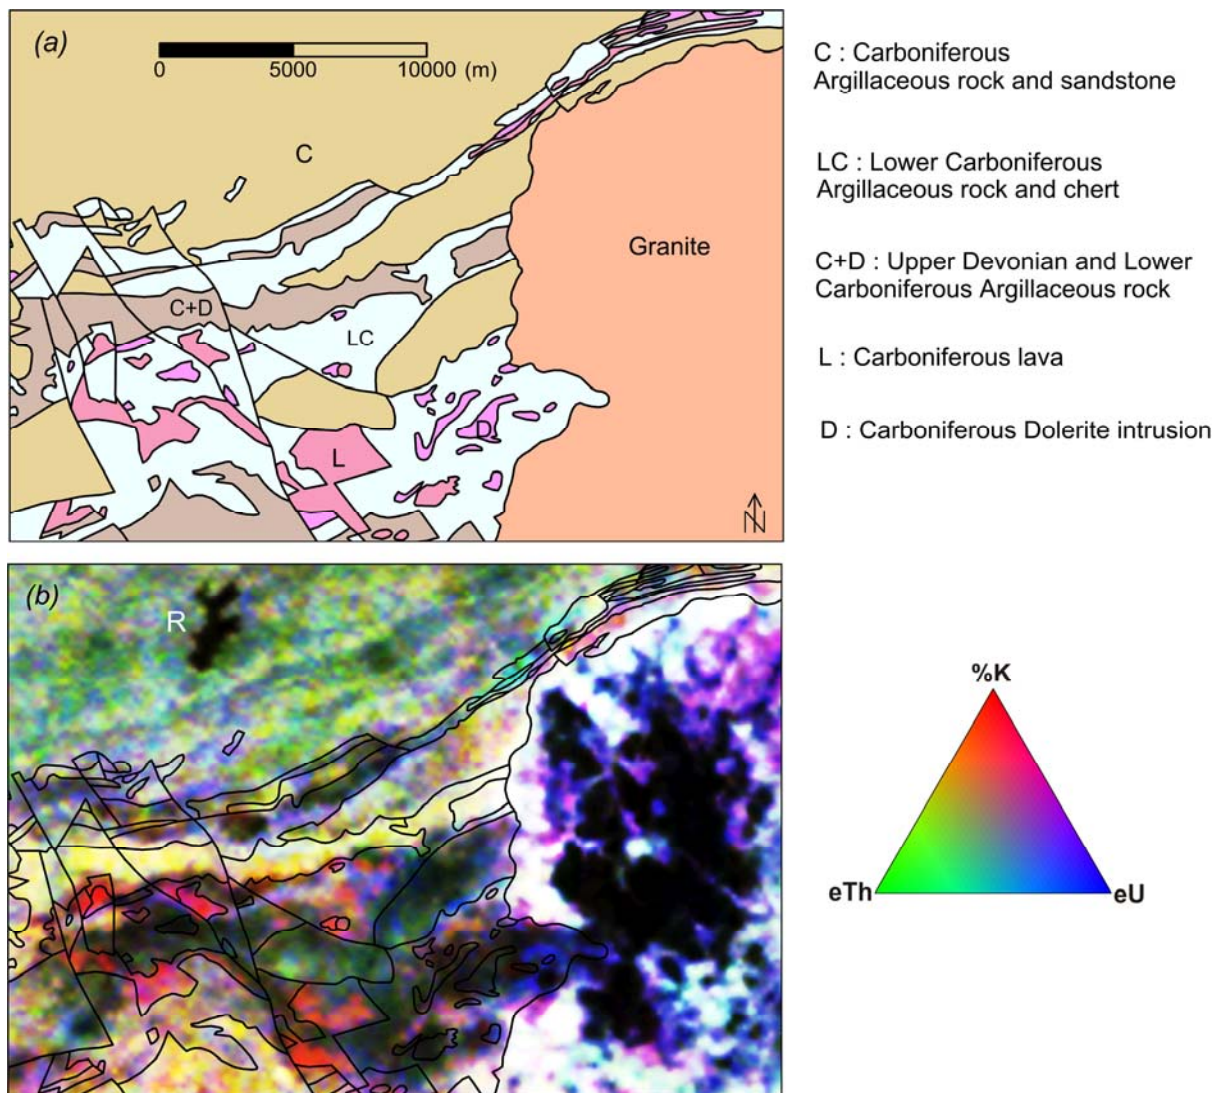 (a)
0 5000 10000 (m)
C
Granite
C+D
LC
D
L
N
C : Carboniferous
Argillaceous rock and sandstone
LC : Lower Carboniferous
Argillaceous rock and chert
C+D : Upper Devonian and Lower
Carboniferous Argillaceous rock
L : Carboniferous lava
D : Carboniferous Dolerite intrusion
(b)
R
%K
eTh
eU